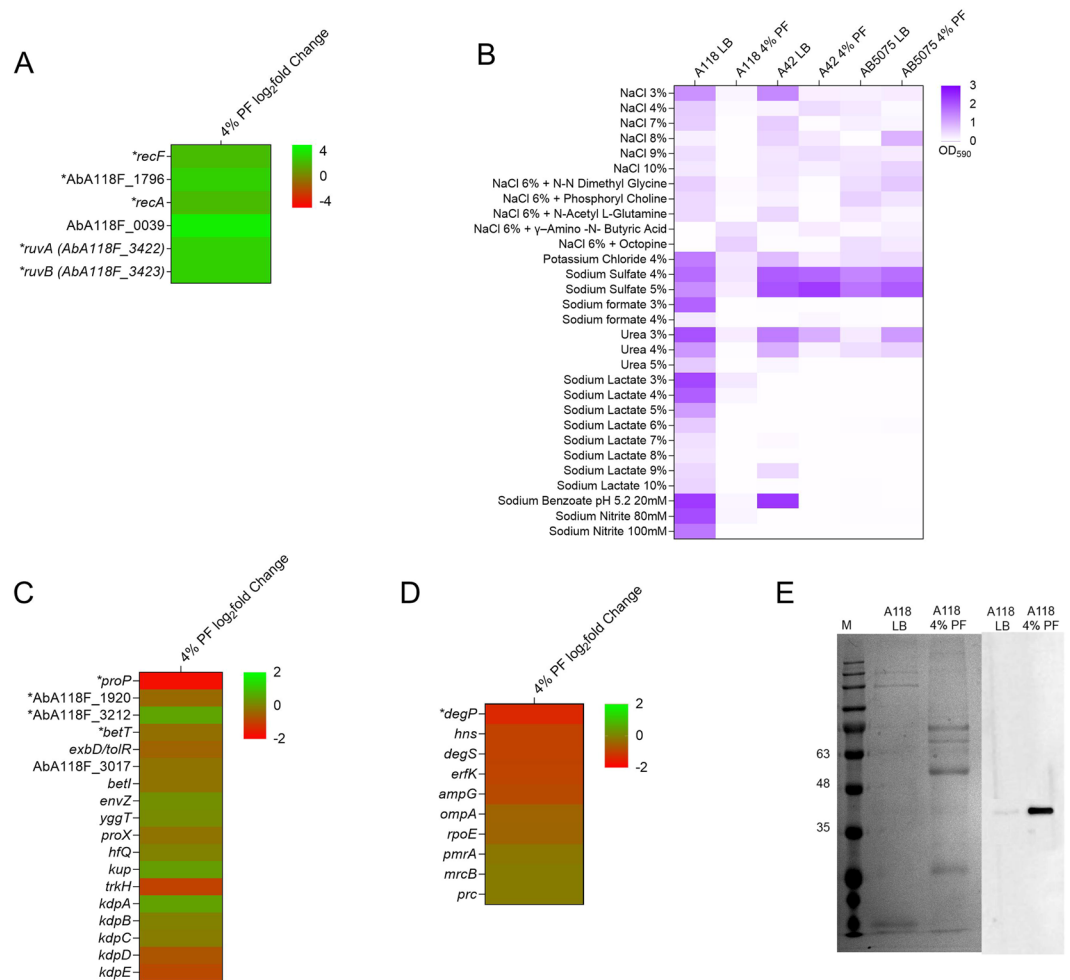 A
4% PF log2fold Change
*recF
*AbA118F_1796
*recA
AbA118F_0039
*ruvA (AbA118F_3422)
*ruvB (AbA118F_3423)
4
2
0
-2
-4
B
A118 LB
A118 4% PF
A42 LB
A42 4% PF
AB5075 LB
AB5075 4% PF
NaCl 3%
NaCl 4%
NaCl 7%
NaCl 8%
NaCl 9%
NaCl 10%
NaCl 6% + N-N Dimethyl Glycine
NaCl 6% + Phosphoryl Choline
NaCl 6% + N-Acetyl L-Glutamine
NaCl 6% + γ–Amino -N- Butyric Acid
NaCl 6% + Octopine
Potassium Chloride 4%
Sodium Sulfate 4%
Sodium Sulfate 5%
Sodium formate 3%
Sodium formate 4%
Urea 3%
Urea 4%
Urea 5%
Sodium Lactate 3%
Sodium Lactate 4%
Sodium Lactate 5%
Sodium Lactate 6%
Sodium Lactate 7%
Sodium Lactate 8%
Sodium Lactate 9%
Sodium Lactate 10%
Sodium Benzoate pH 5.2 20mM
Sodium Nitrite 80mM
Sodium Nitrite 100mM
3
2
1
0
OD590
C
4% PF log2fold Change
*proP
*AbA118F_1920
*AbA118F_3212
*betT
exbD/tolR
AbA118F_3017
betI
envZ
yggT
proX
hfQ
kup
trkH
kdpA
kdpB
kdpC
kdpD
kdpE
2
1
0
-1
-2
D
4% PF log2fold Change
*degP
hns
degS
erfK
ampG
ompA
rpoE
pmrA
mrcB
prc
2
1
0
-1
-2
E
M
A118
LB
A118
4% PF
A118
LB
A118
4% PF
63
48
35